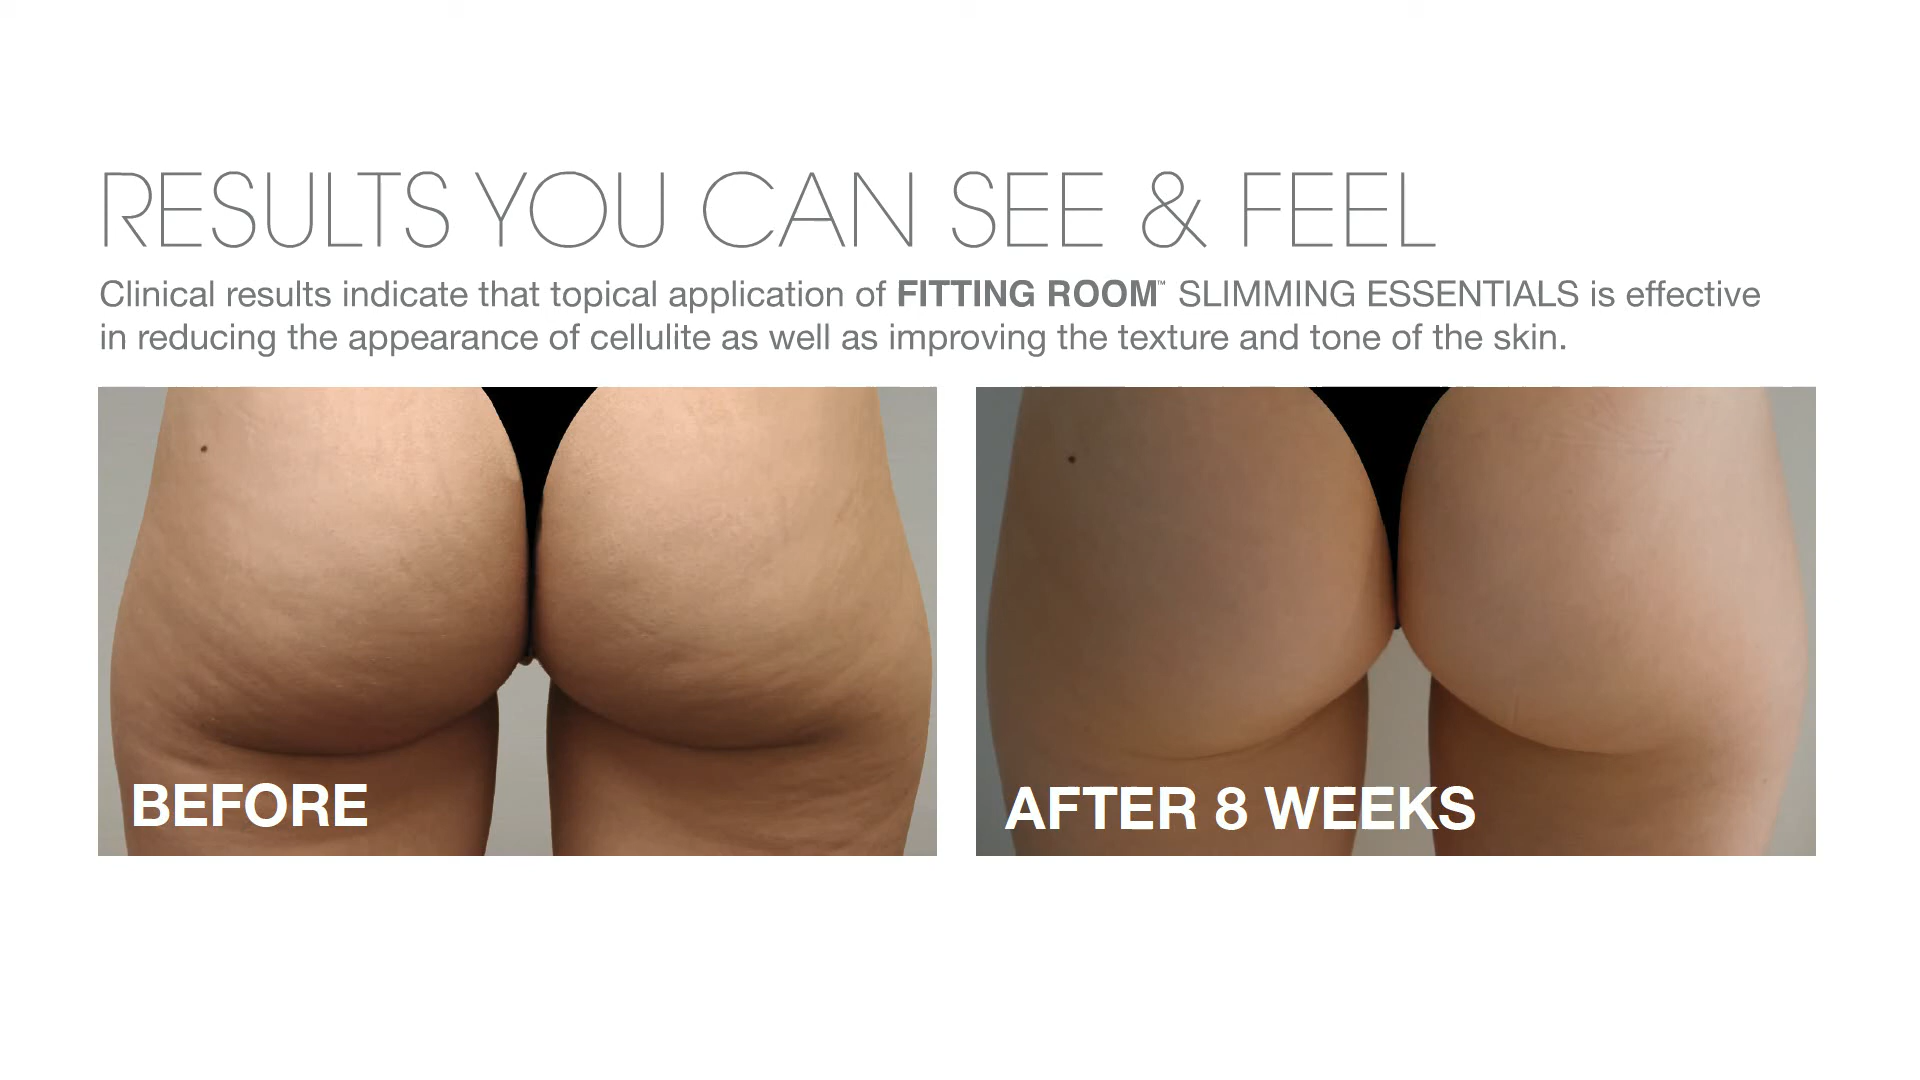 RESULTS YOU CAN SEE & FEEL
Clinical results indicate that topical application of FITTING ROOM™ SLIMMING ESSENTIALS is effective
in reducing the appearance of cellulite as well as improving the texture and tone of the skin.
BEFORE
AFTER 8 WEEKS